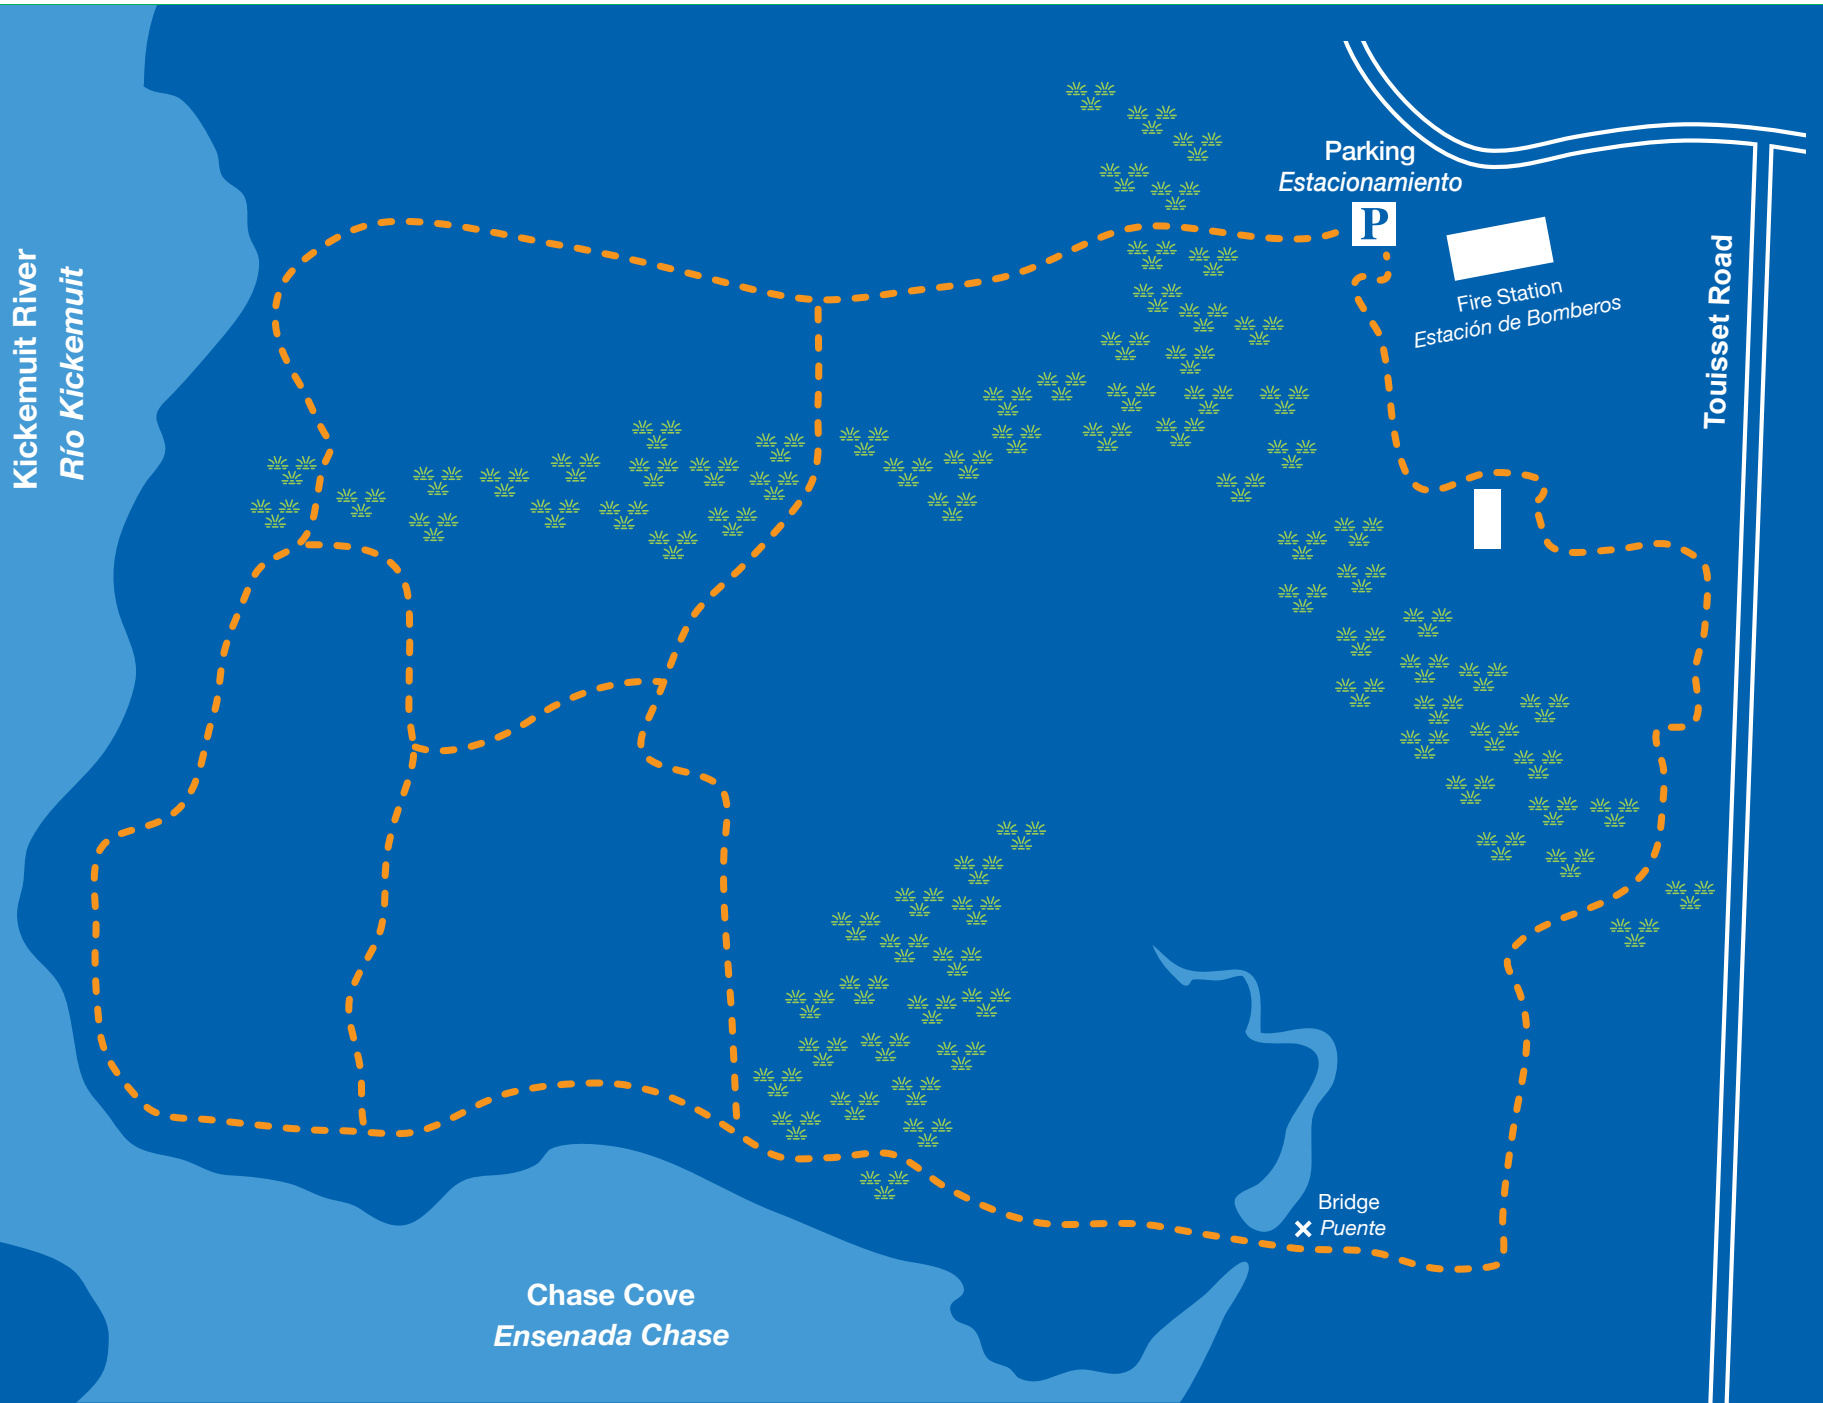 Parking
Estacionamiento
P
Fire Station
Estación de Bomberos
Touisset Road
Kickemuit River
Río Kickemuit
Bridge
Puente
Chase Cove
Ensenada Chase